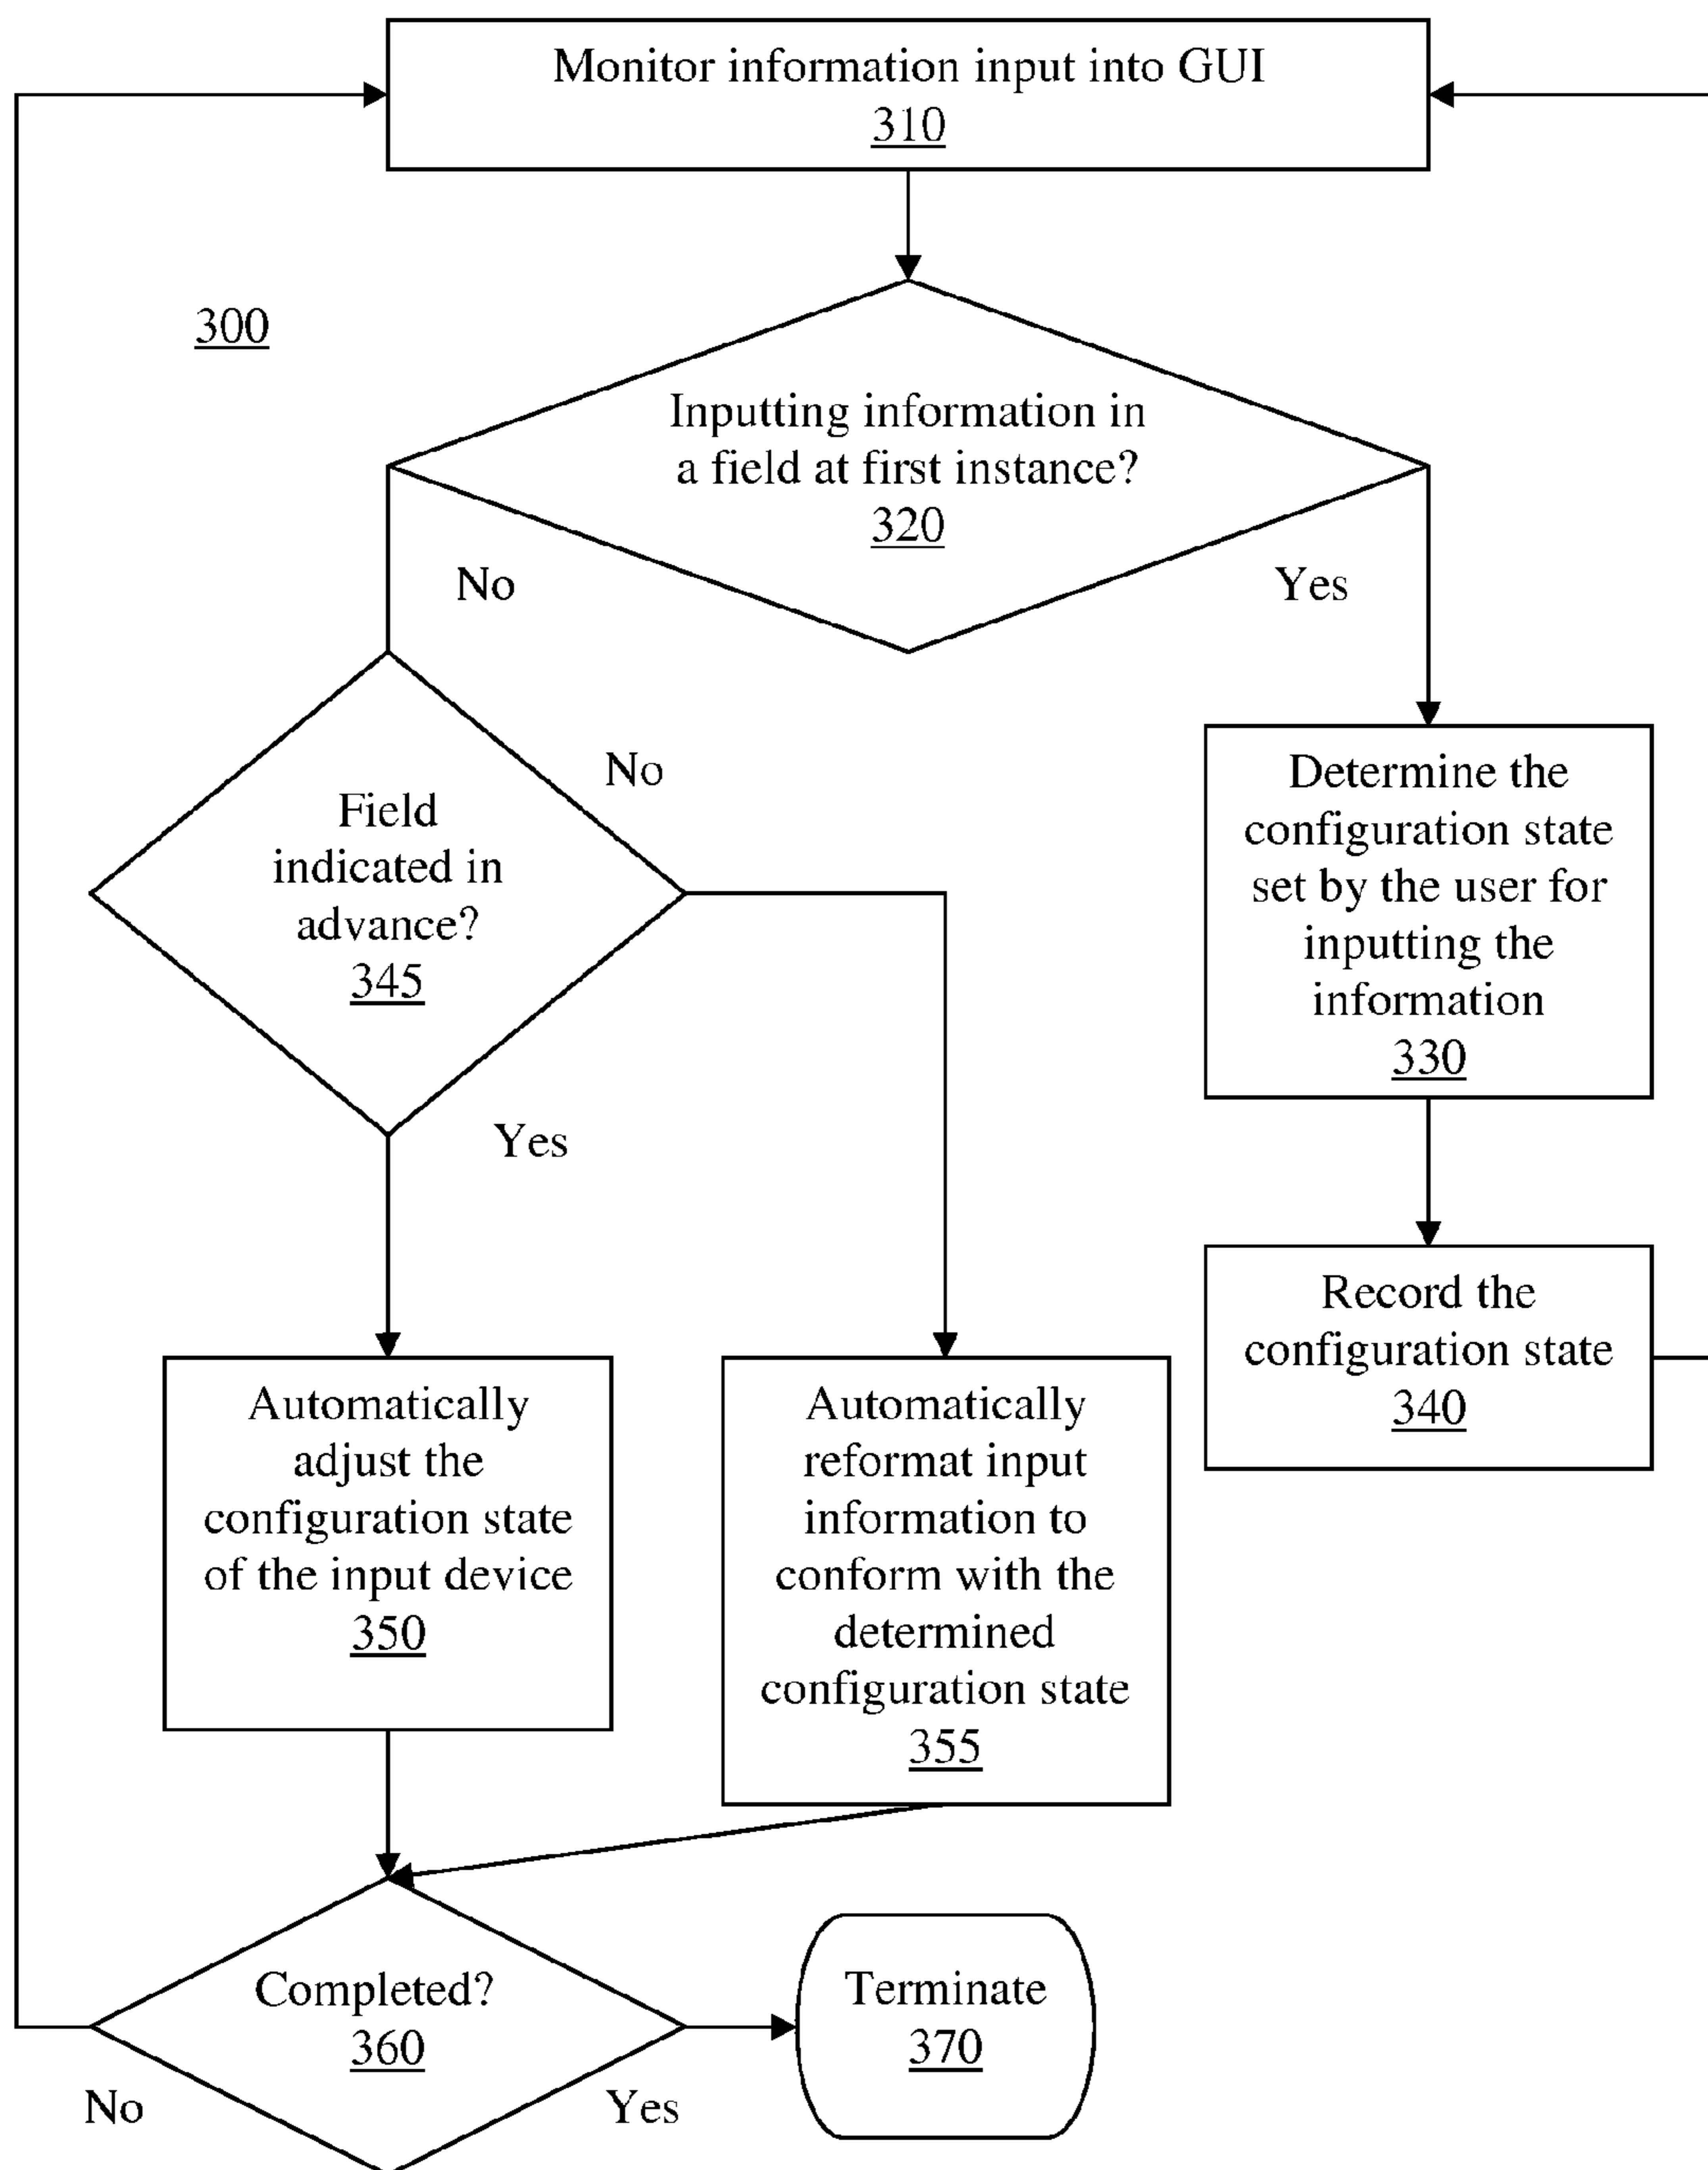 Monitor information input into GUI
310
300
Inputting information in
a field at first instance?
320
No
Yes
No
Field
indicated in
advance?
345
Yes
Determine the
configuration state
set by the user for
inputting the
information
330
Record the
configuration state
340
Automatically
adjust the
configuration state
of the input device
350
Automatically
reformat input
information to
conform with the
determined
configuration state
355
Completed?
360
No
Yes
Terminate
370